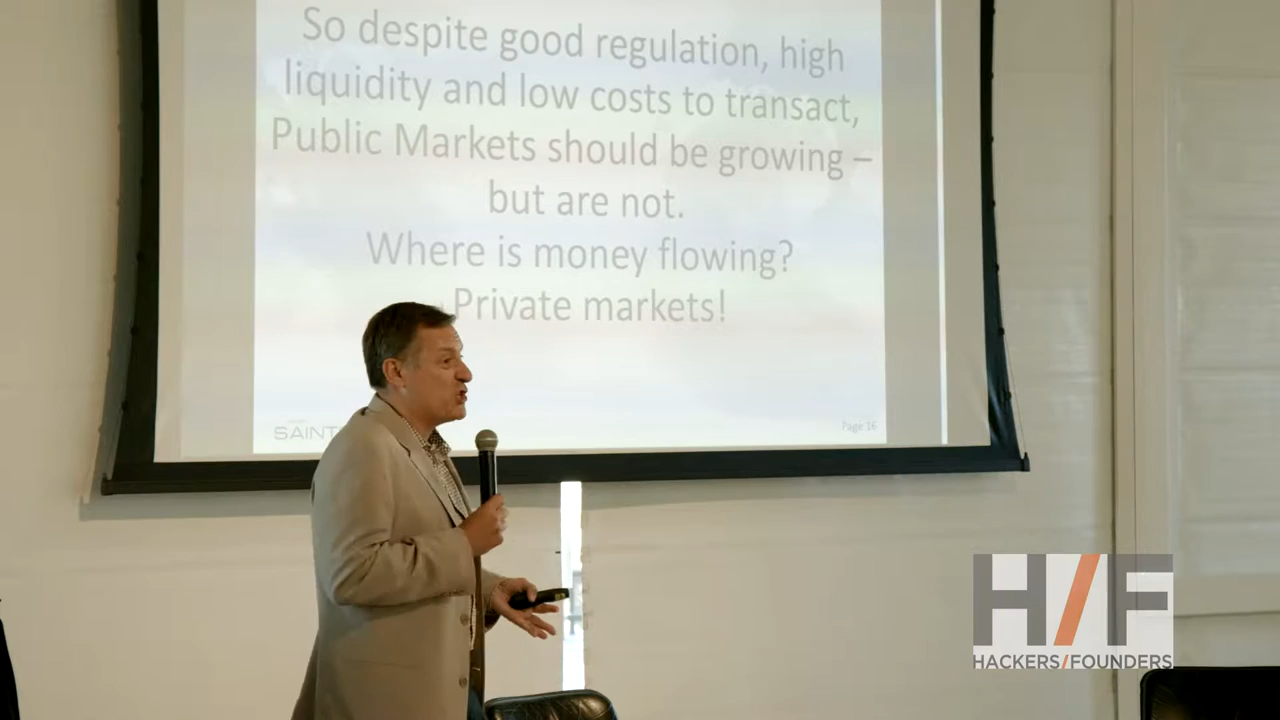 So despite good regulation, high
liquidity and low costs to transact,
Public Markets should be growing –
but are not.
Where is money flowing?
Private markets!
Page 16
H/F
HACKERS/FOUNDERS